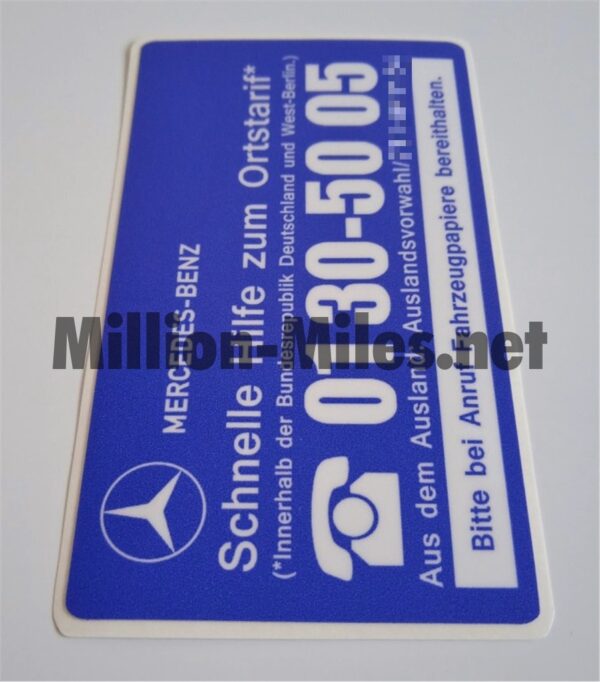 MERCEDES-BENZ
Schnelle Hilfe zum Ortstarif*
(*Innerhalb der Bundesrepublik Deutschland und West-Berlin.)
0130-50 05
Aus dem Ausland: Auslandsvorwahl/
Bitte bei Anruf Fahrzeugpapiere bereithalten.
Million-Miles.net